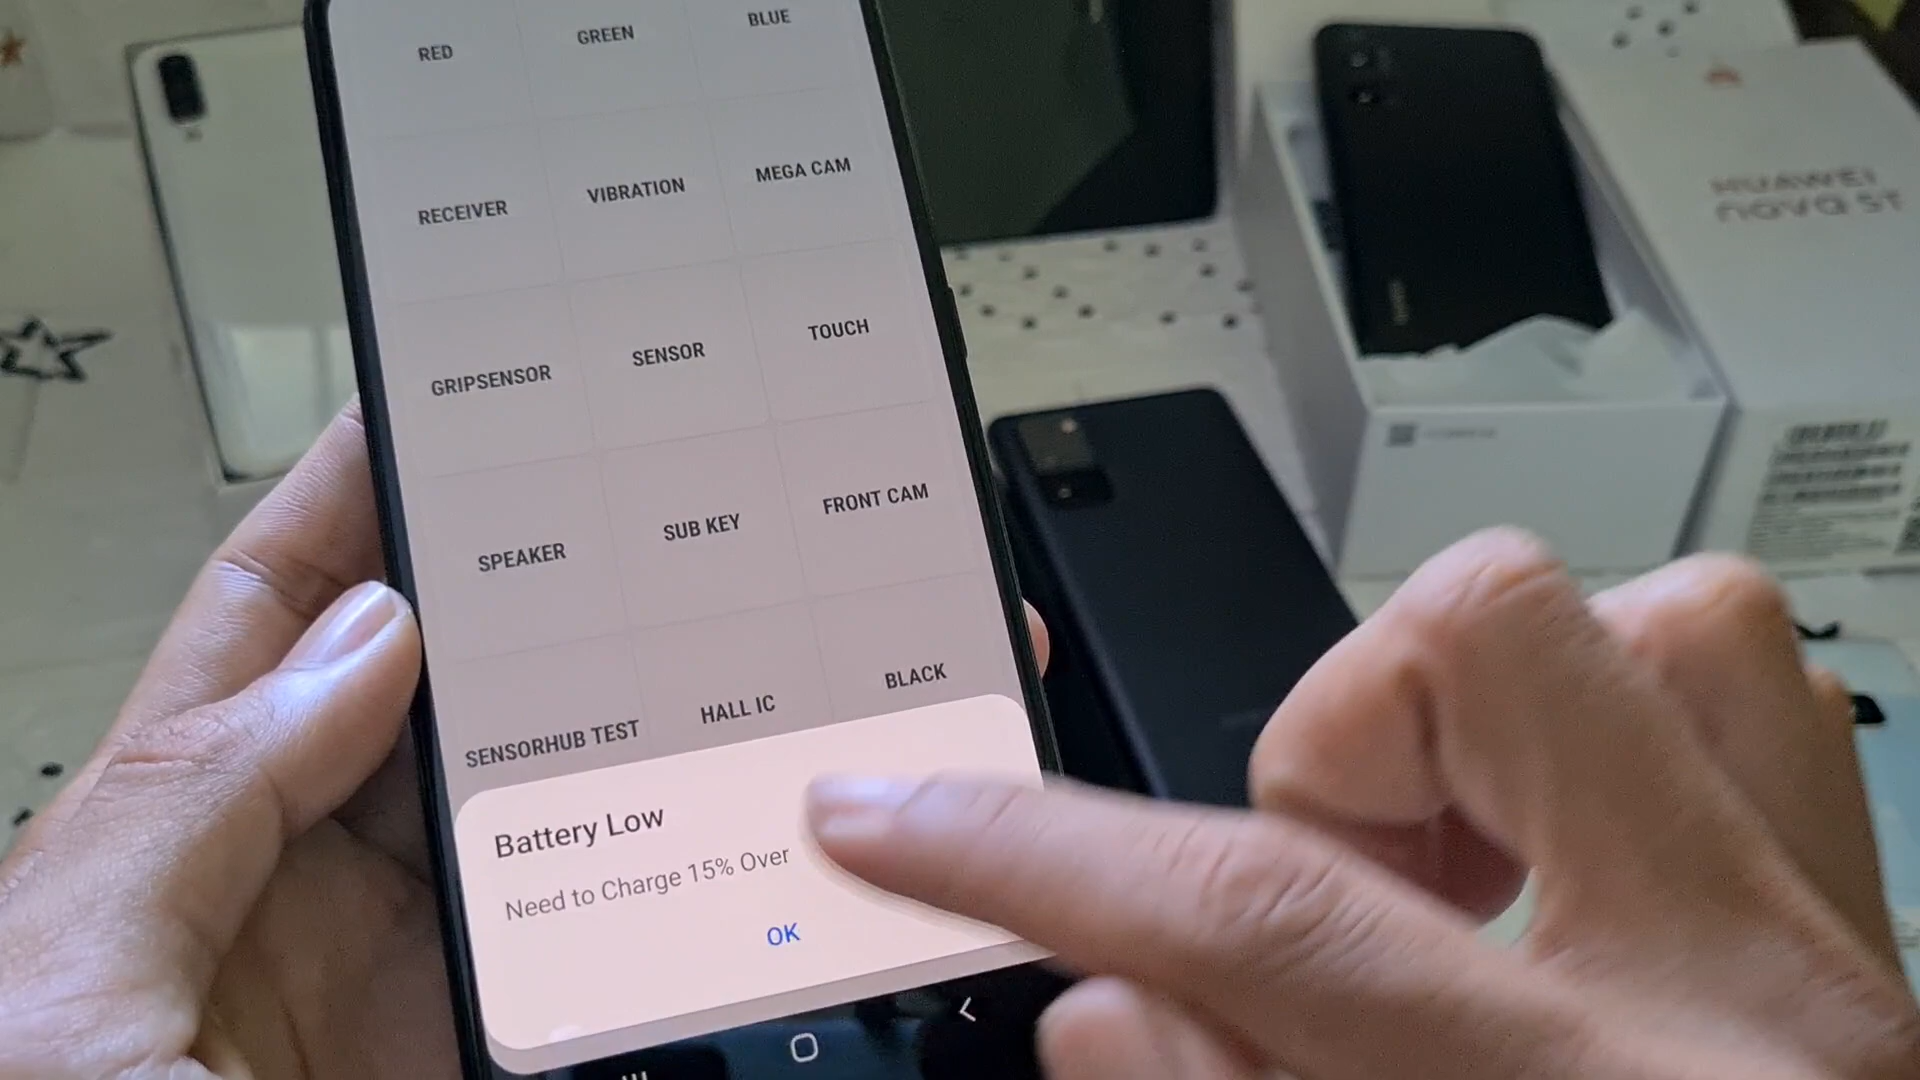 RED GREEN BLUE
RECEIVER VIBRATION MEGA CAM
GRIPSENSOR SENSOR TOUCH
SPEAKER SUB KEY FRONT CAM
SENSORHUB TEST HALL IC BLACK
Battery Low
Need to Charge 15% Over
OK
HUAWEI
nova 5T